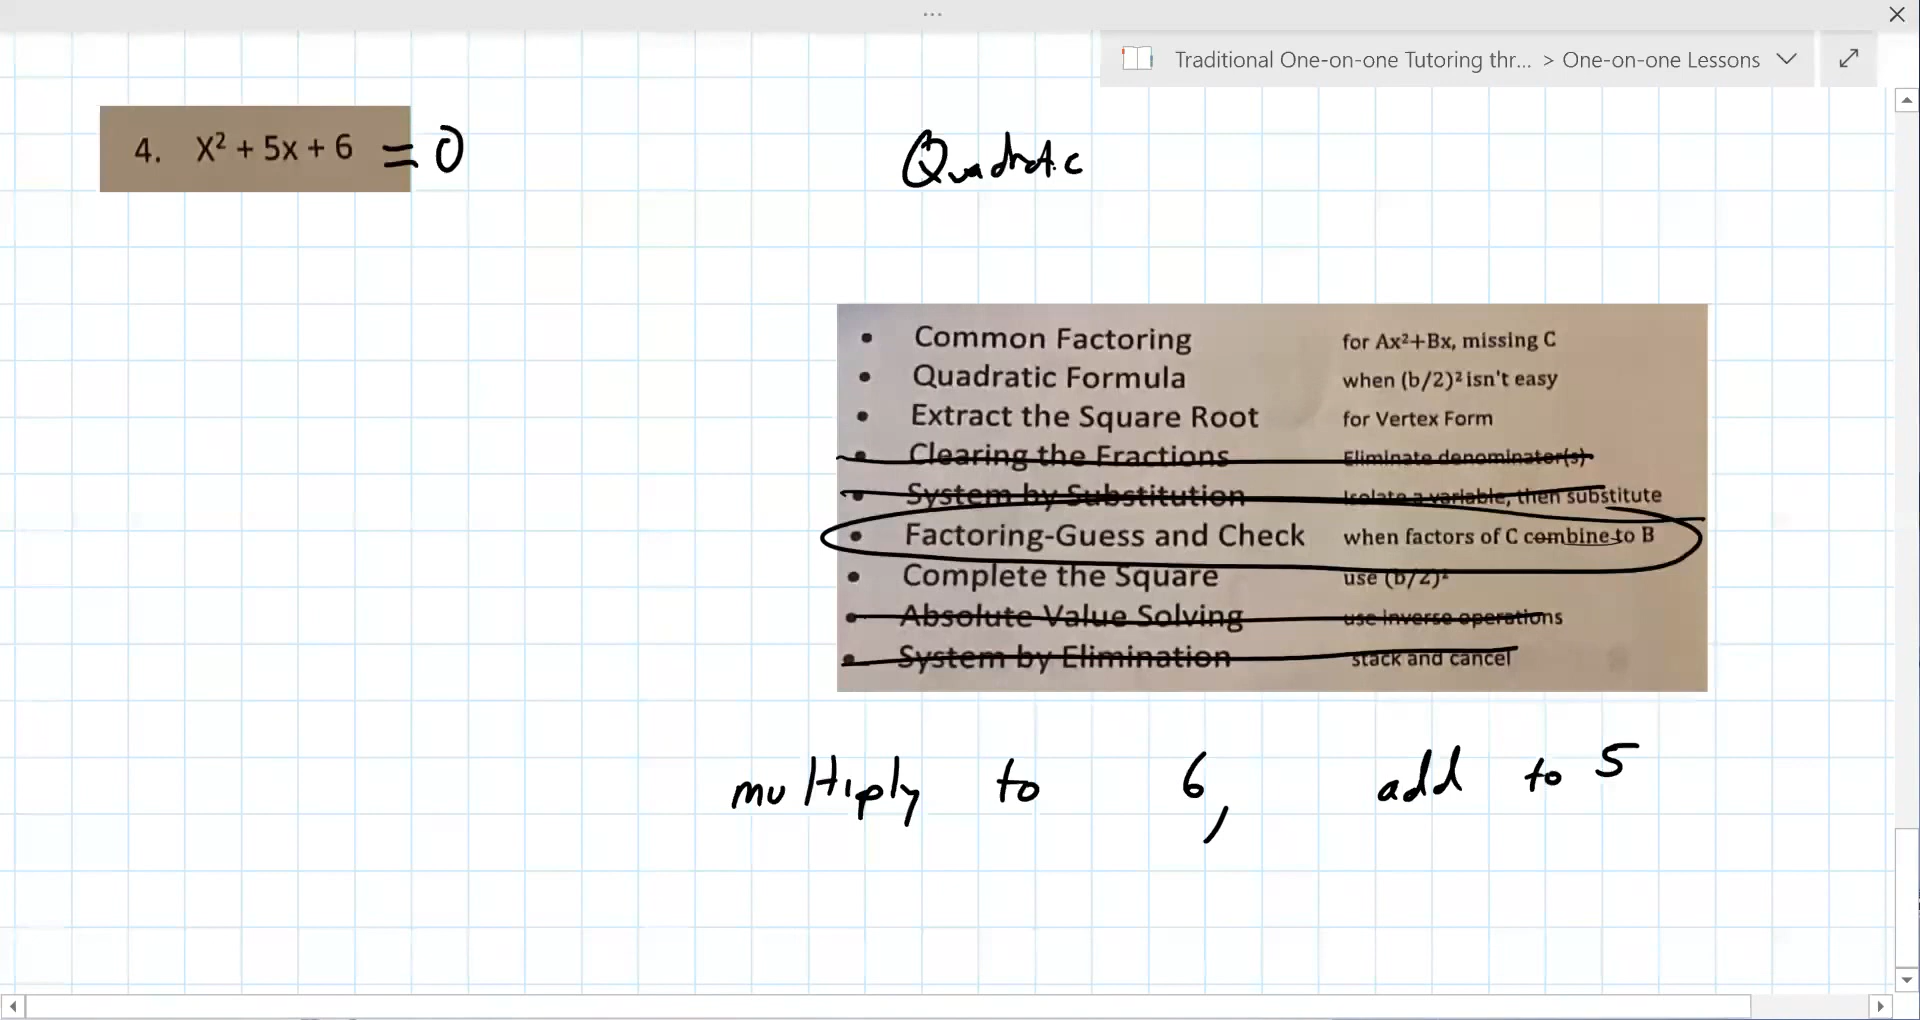 ...
Traditional One-on-one Tutoring thr... > One-on-one Lessons
4. X² + 5x + 6 = 0
Quadratic
• Common Factoring for Ax²+Bx, missing C
• Quadratic Formula when (b/2)² isn't easy
• Extract the Square Root for Vertex Form
• Clearing the Fractions Eliminate denominator(s)
• System by Substitution Isolate a variable, then substitute
• Factoring-Guess and Check when factors of C combine to B
• Complete the Square use (b/2)²
• Absolute Value Solving use inverse operations
• System by Elimination stack and cancel
multiply to 6, add to 5